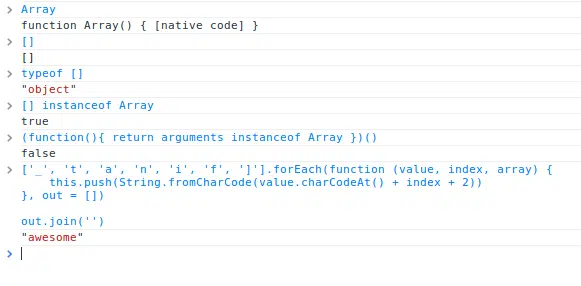 > Array
function Array() { [native code] }
> []
[]
> typeof []
"object"
> [] instanceof Array
true
> (function(){ return arguments instanceof Array })()
false
> ['_', 't', 'a', 'n', 'i', 'f', ']'].forEach(function (value, index, array) {
this.push(String.fromCharCode(value.charCodeAt() + index + 2))
}, out = [])
out.join('')
"awesome"
>